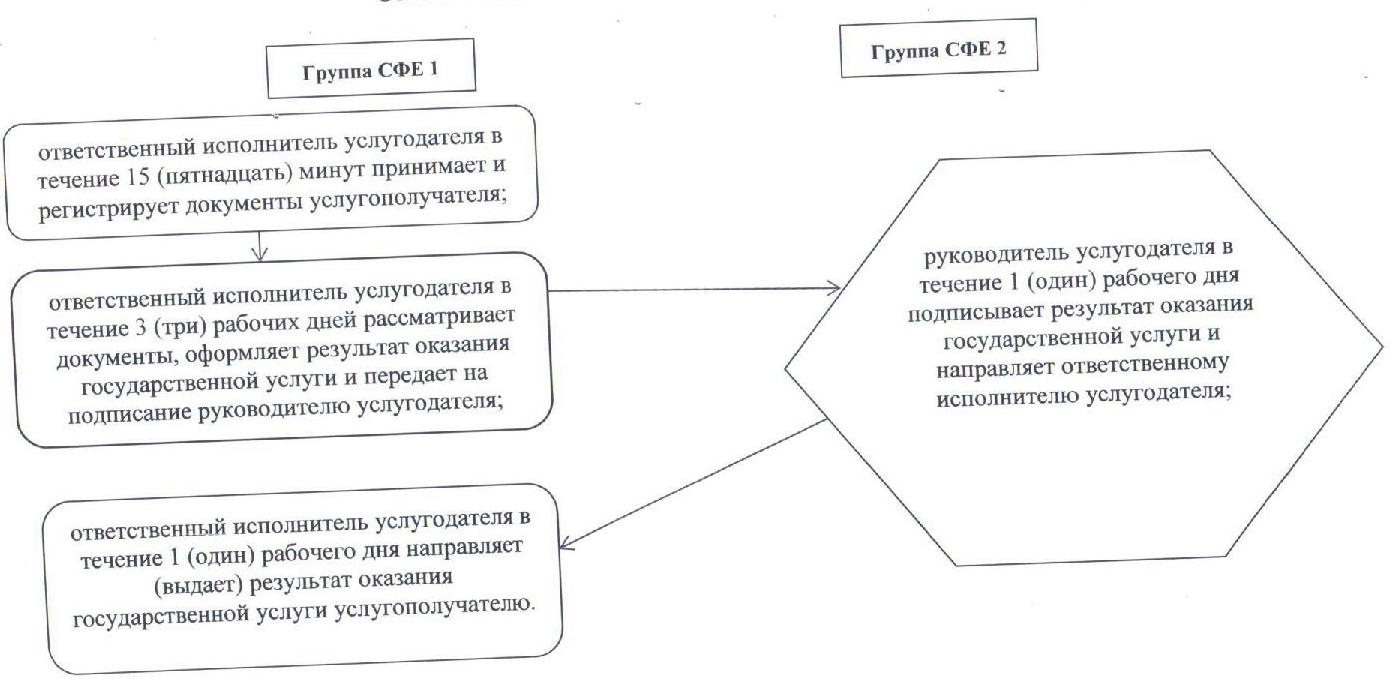 Группа СФЕ 1
Группа СФЕ 2
ответственный исполнитель услугодателя в
течение 15 (пятнадцать) минут принимает и
регистрирует документы услугополучателя;
ответственный исполнитель услугодателя в
течение 3 (три) рабочих дней рассматривает
документы, оформляет результат оказания
государственной услуги и передает на
подписание руководителю услугодателя;
руководитель услугодателя в
течение 1 (один) рабочего дня
подписывает результат оказания
государственной услуги и
направляет ответственному
исполнителю услугодателя;
ответственный исполнитель услугодателя в
течение 1 (один) рабочего дня направляет
(выдает) результат оказания
государственной услуги услугополучателю.